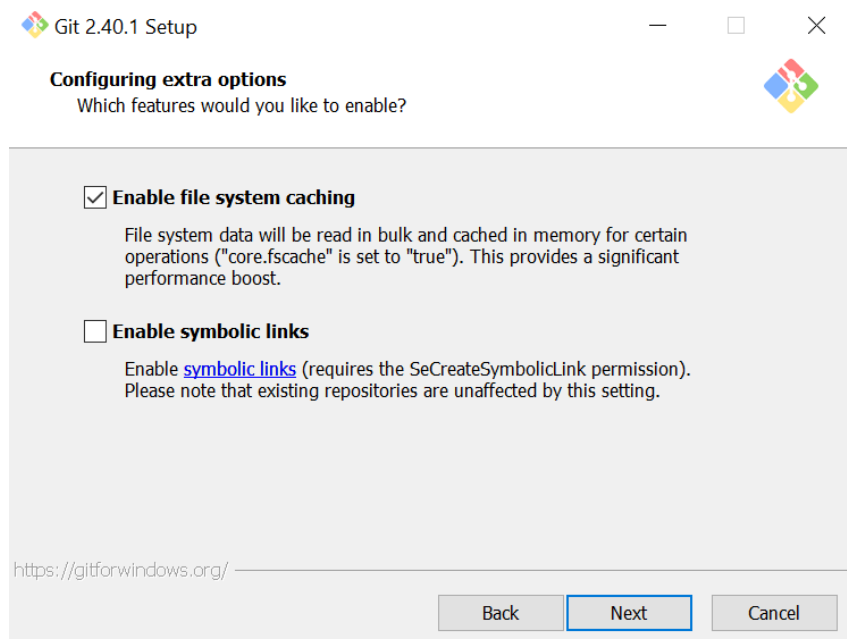 Git 2.40.1 Setup
Configuring extra options
Which features would you like to enable?
Enable file system caching
File system data will be read in bulk and cached in memory for certain
operations ("core.fscache" is set to "true"). This provides a significant
performance boost.
Enable symbolic links
Enable symbolic links (requires the SeCreateSymbolicLink permission).
Please note that existing repositories are unaffected by this setting.
https://gitforwindows.org/
Back Next Cancel